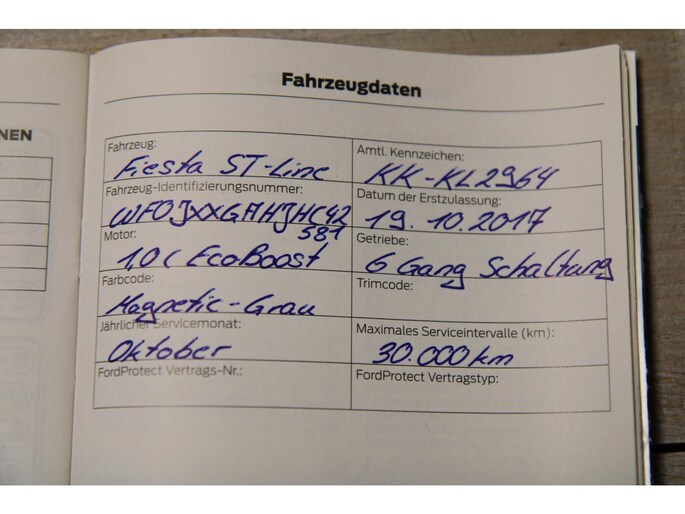 NEN
Fahrzeugdaten
Fahrzeug:
Fiesta ST-Line
Amtl. Kennzeichen:
KK-KL2964
Fahrzeug-Identifizierungsnummer:
WF0JXXGAHJHC42
581
Datum der Erstzulassung:
19.10.2017
Motor:
1,0 l EcoBoost
Getriebe:
6 Gang Schaltung
Farbcode:
Magnetic-Grau
Trimcode:
Jährlicher Servicemonat:
Oktober
Maximales Serviceintervalle (km):
30.000 km
FordProtect Vertrags-Nr.:
FordProtect Vertragstyp: